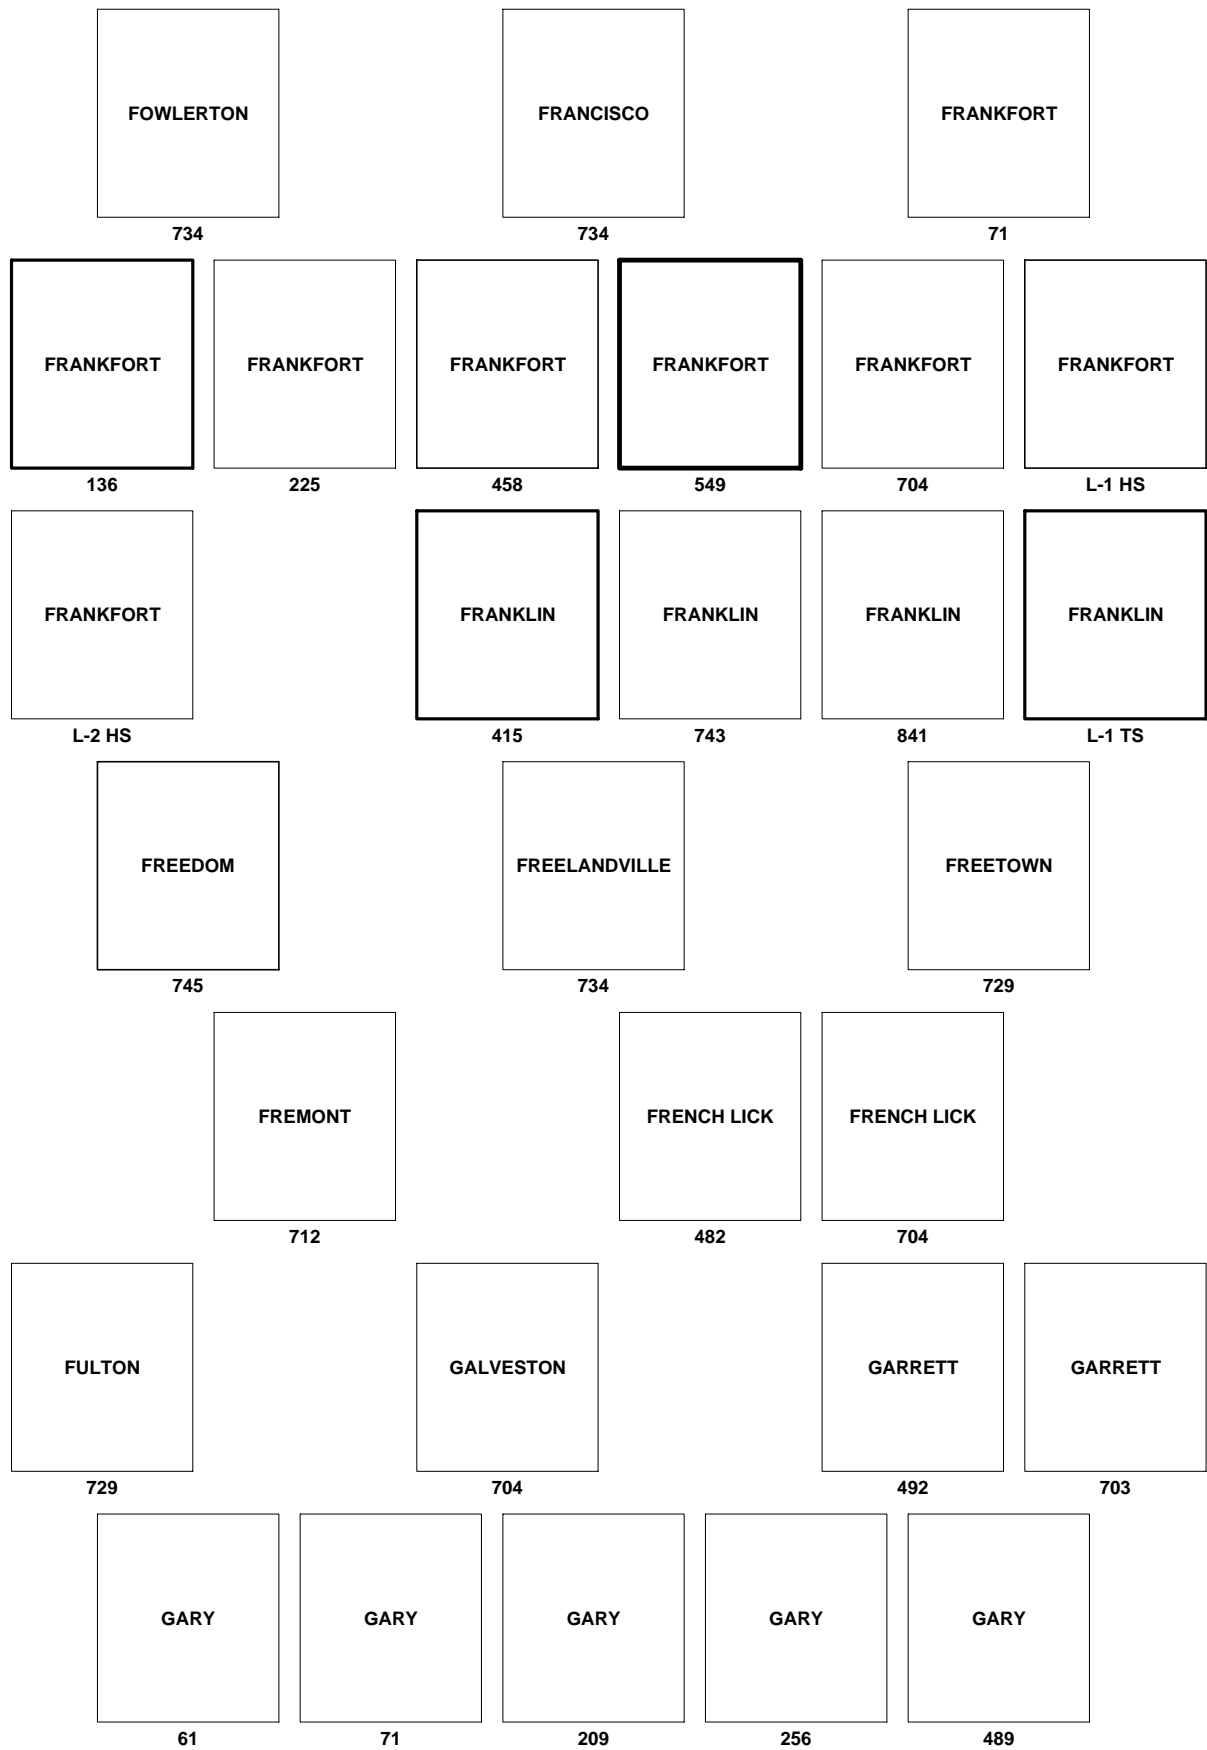 FOWLERTON FRANCISCO FRANKFORT
734 734 71
FRANKFORT FRANKFORT FRANKFORT FRANKFORT FRANKFORT FRANKFORT
136 225 458 549 704 L-1 HS
FRANKFORT FRANKLIN FRANKLIN FRANKLIN FRANKLIN
L-2 HS 415 743 841 L-1 TS
FREEDOM FREELANDVILLE FREETOWN
745 734 729
FREMONT FRENCH LICK FRENCH LICK
712 482 704
FULTON GALVESTON GARRETT GARRETT
729 704 492 703
GARY GARY GARY GARY GARY
61 71 209 256 489